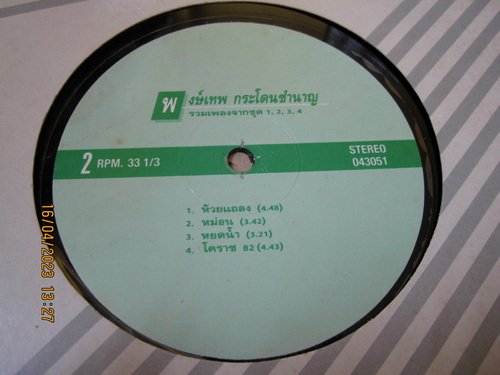 พงษ์เทพ กระโดนชำนาญ
รวมเพลงจากชุด 1, 2, 3, 4
2 RPM. 33 1/3
STEREO
043051
1. ห้วยแถลง (4.48)
2. หม่อน (3.42)
3. หยดน้ำ (3.21)
4. โคราช 82 (4.43)
16/04/2023 13:27